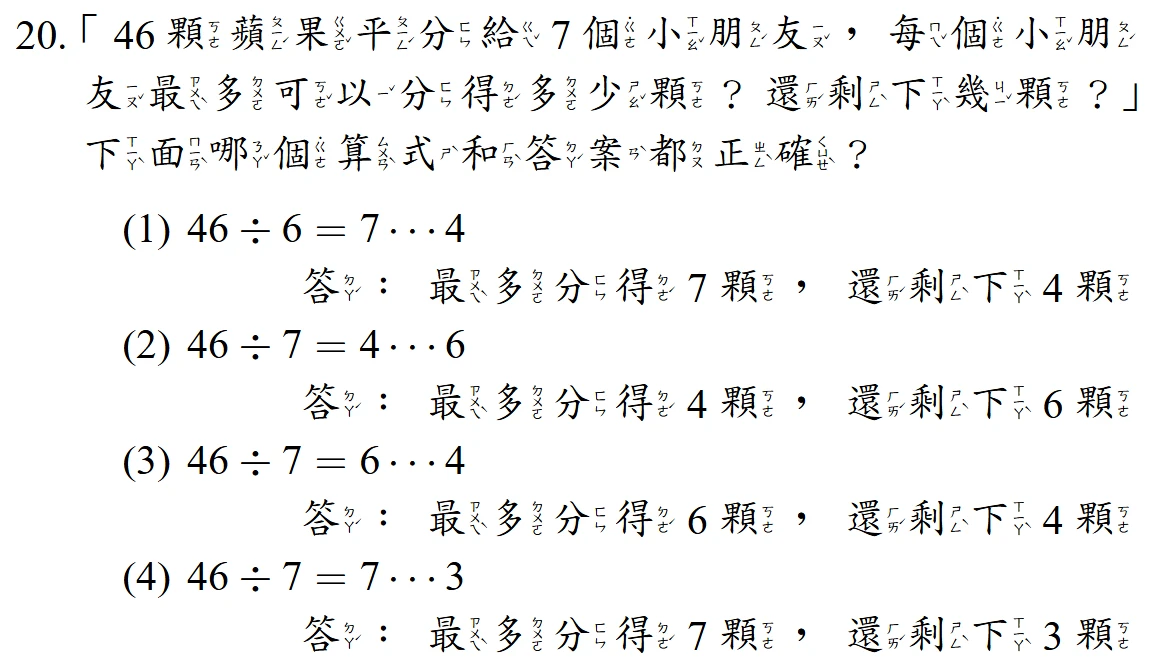 20.「46顆蘋果平分給7個小朋友，每個小朋
友最多可以分得多少顆？還剩下幾顆？」
下面哪個算式和答案都正確？
(1) 46 ÷ 6 = 7⋯4
答：最多分得7顆，還剩下4顆
(2) 46 ÷ 7 = 4⋯6
答：最多分得4顆，還剩下6顆
(3) 46 ÷ 7 = 6⋯4
答：最多分得6顆，還剩下4顆
(4) 46 ÷ 7 = 7⋯3
答：最多分得7顆，還剩下3顆